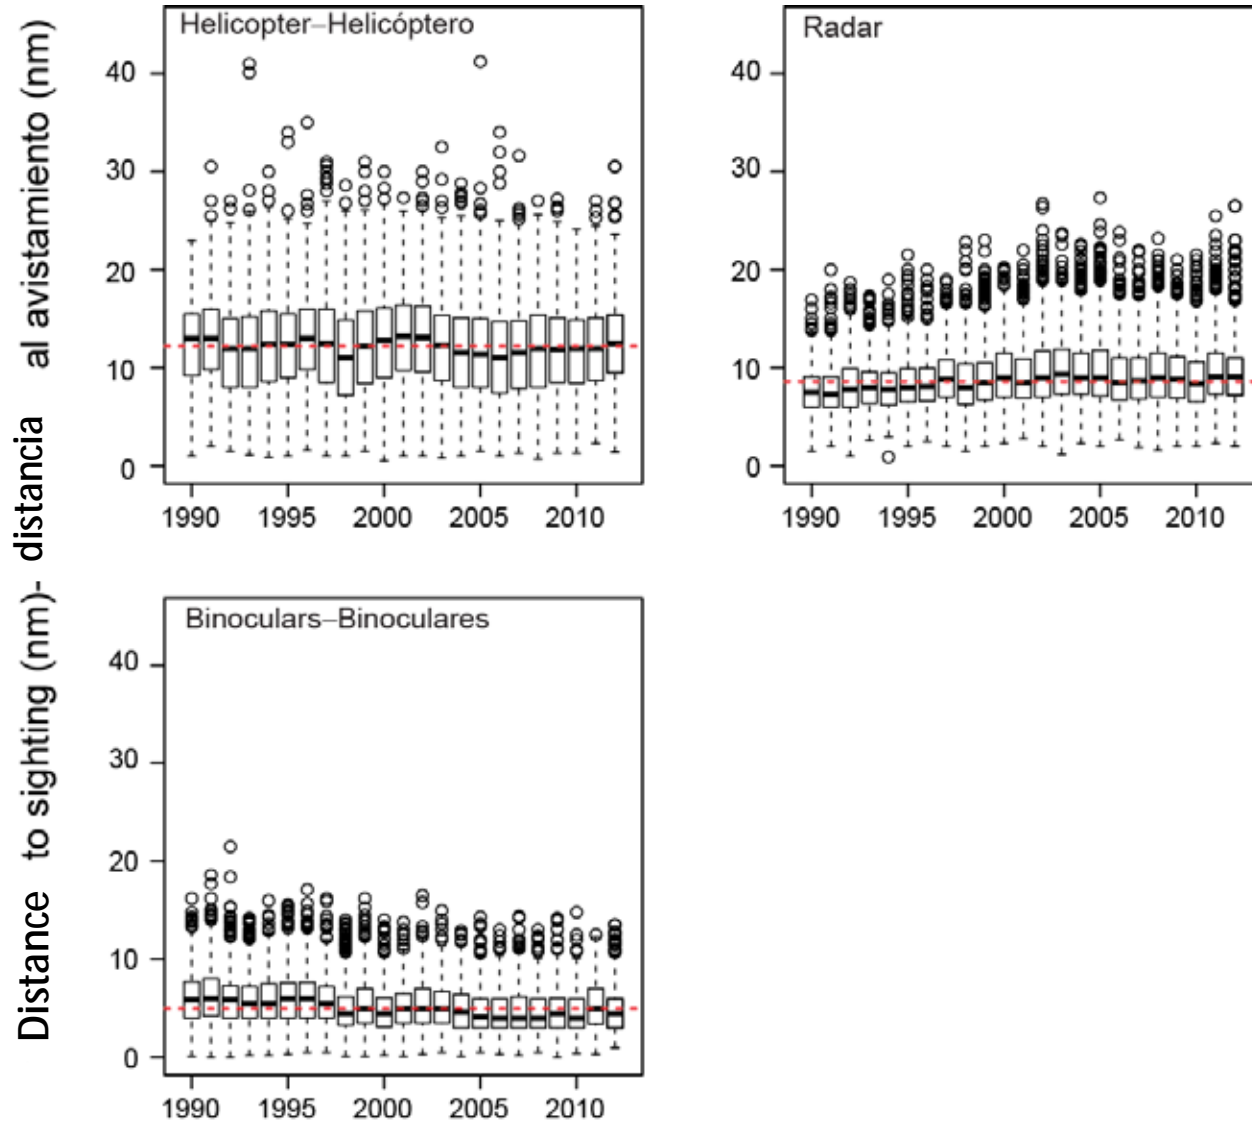 Distance to sighting (nm)- distancia al avistamiento (nm)
Helicopter–Helicóptero
40
30
20
10
0
1990 1995 2000 2005 2010
Radar
40
30
20
10
0
1990 1995 2000 2005 2010
Binoculars–Binoculares
40
30
20
10
0
1990 1995 2000 2005 2010